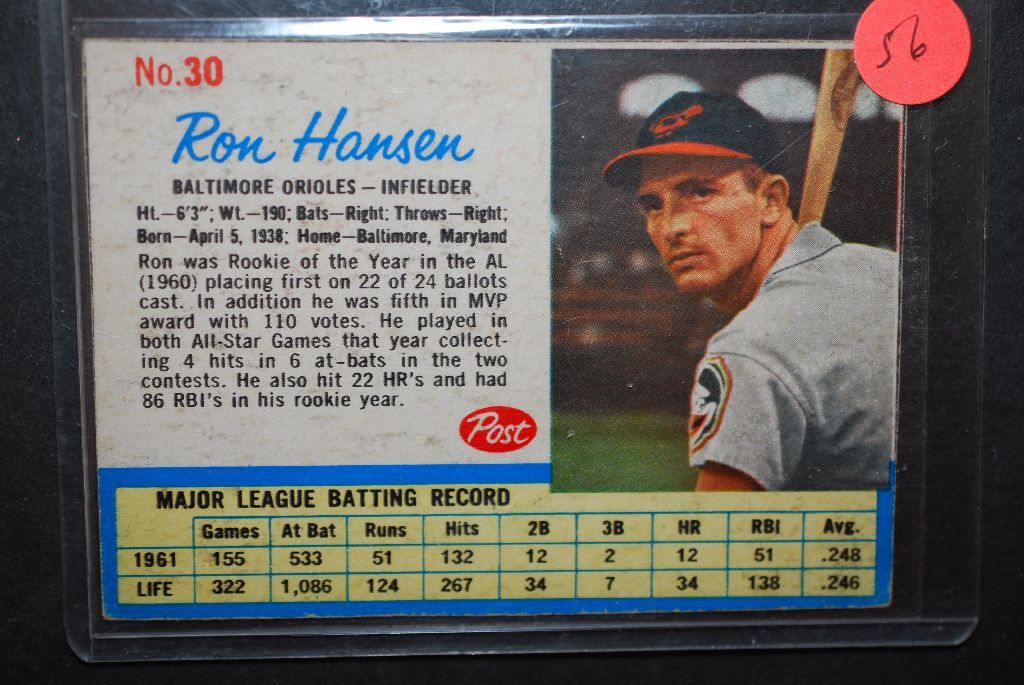 No.30
56
Ron Hansen
BALTIMORE ORIOLES – INFIELDER
Ht.–6'3"; Wt.–190; Bats–Right; Throws–Right;
Born–April 5, 1938; Home–Baltimore, Maryland
Ron was Rookie of the Year in the AL
(1960) placing first on 22 of 24 ballots
cast. In addition he was fifth in MVP
award with 110 votes. He played in
both All-Star Games that year collect-
ing 4 hits in 6 at-bats in the two
contests. He also hit 22 HR's and had
86 RBI's in his rookie year.
Post
MAJOR LEAGUE BATTING RECORD
Games At Bat Runs Hits 2B 3B HR RBI Avg.
1961 155 533 51 132 12 2 12 51 .248
LIFE 322 1,086 124 267 34 7 34 138 .246